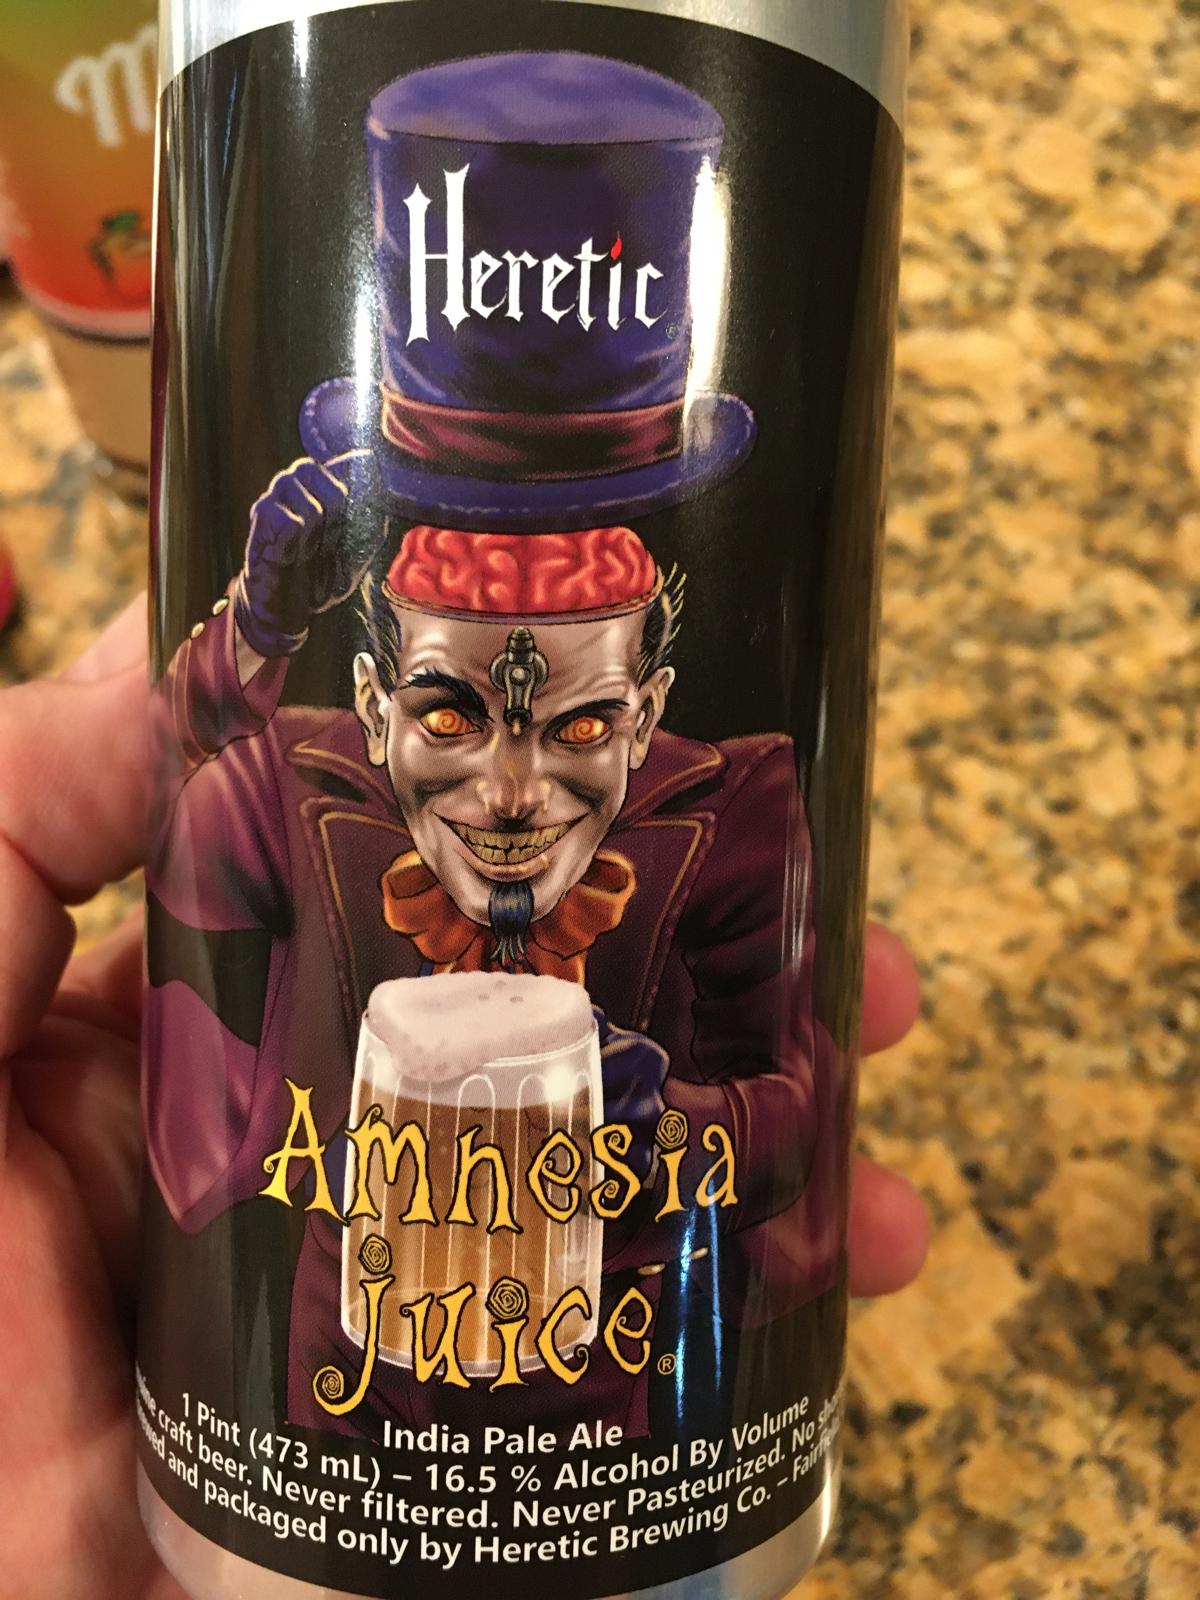 Heretic®
Amnesia
Juice®
India Pale Ale
1 Pint (473 mL) – 16.5 % Alcohol By Volume
craft beer. Never filtered. Never Pasteurized. No
and packaged only by Heretic Brewing Co. –